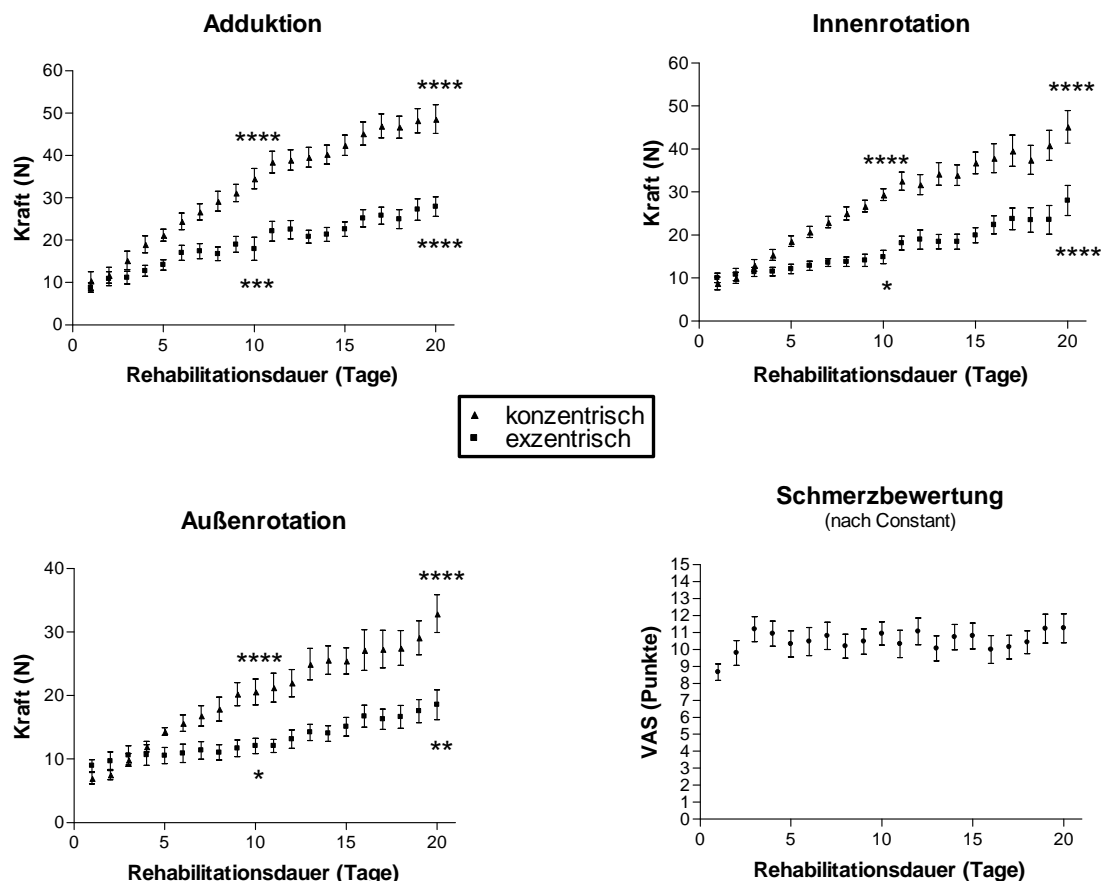 Adduktion
Kraft (N)
60
50
40
30
20
10
0
****
****
***
****
0 5 10 15 20
Rehabilitationsdauer (Tage)
Innenrotation
Kraft (N)
60
50
40
30
20
10
0
****
****
*
****
0 5 10 15 20
Rehabilitationsdauer (Tage)
konzentrisch
exzentrisch
Außenrotation
Kraft (N)
40
30
20
10
0
****
****
*
**
0 5 10 15 20
Rehabilitationsdauer (Tage)
Schmerzbewertung
(nach Constant)
VAS (Punkte)
15
14
13
12
11
10
9
8
7
6
5
4
3
2
1
0
0 5 10 15 20
Rehabilitationsdauer (Tage)